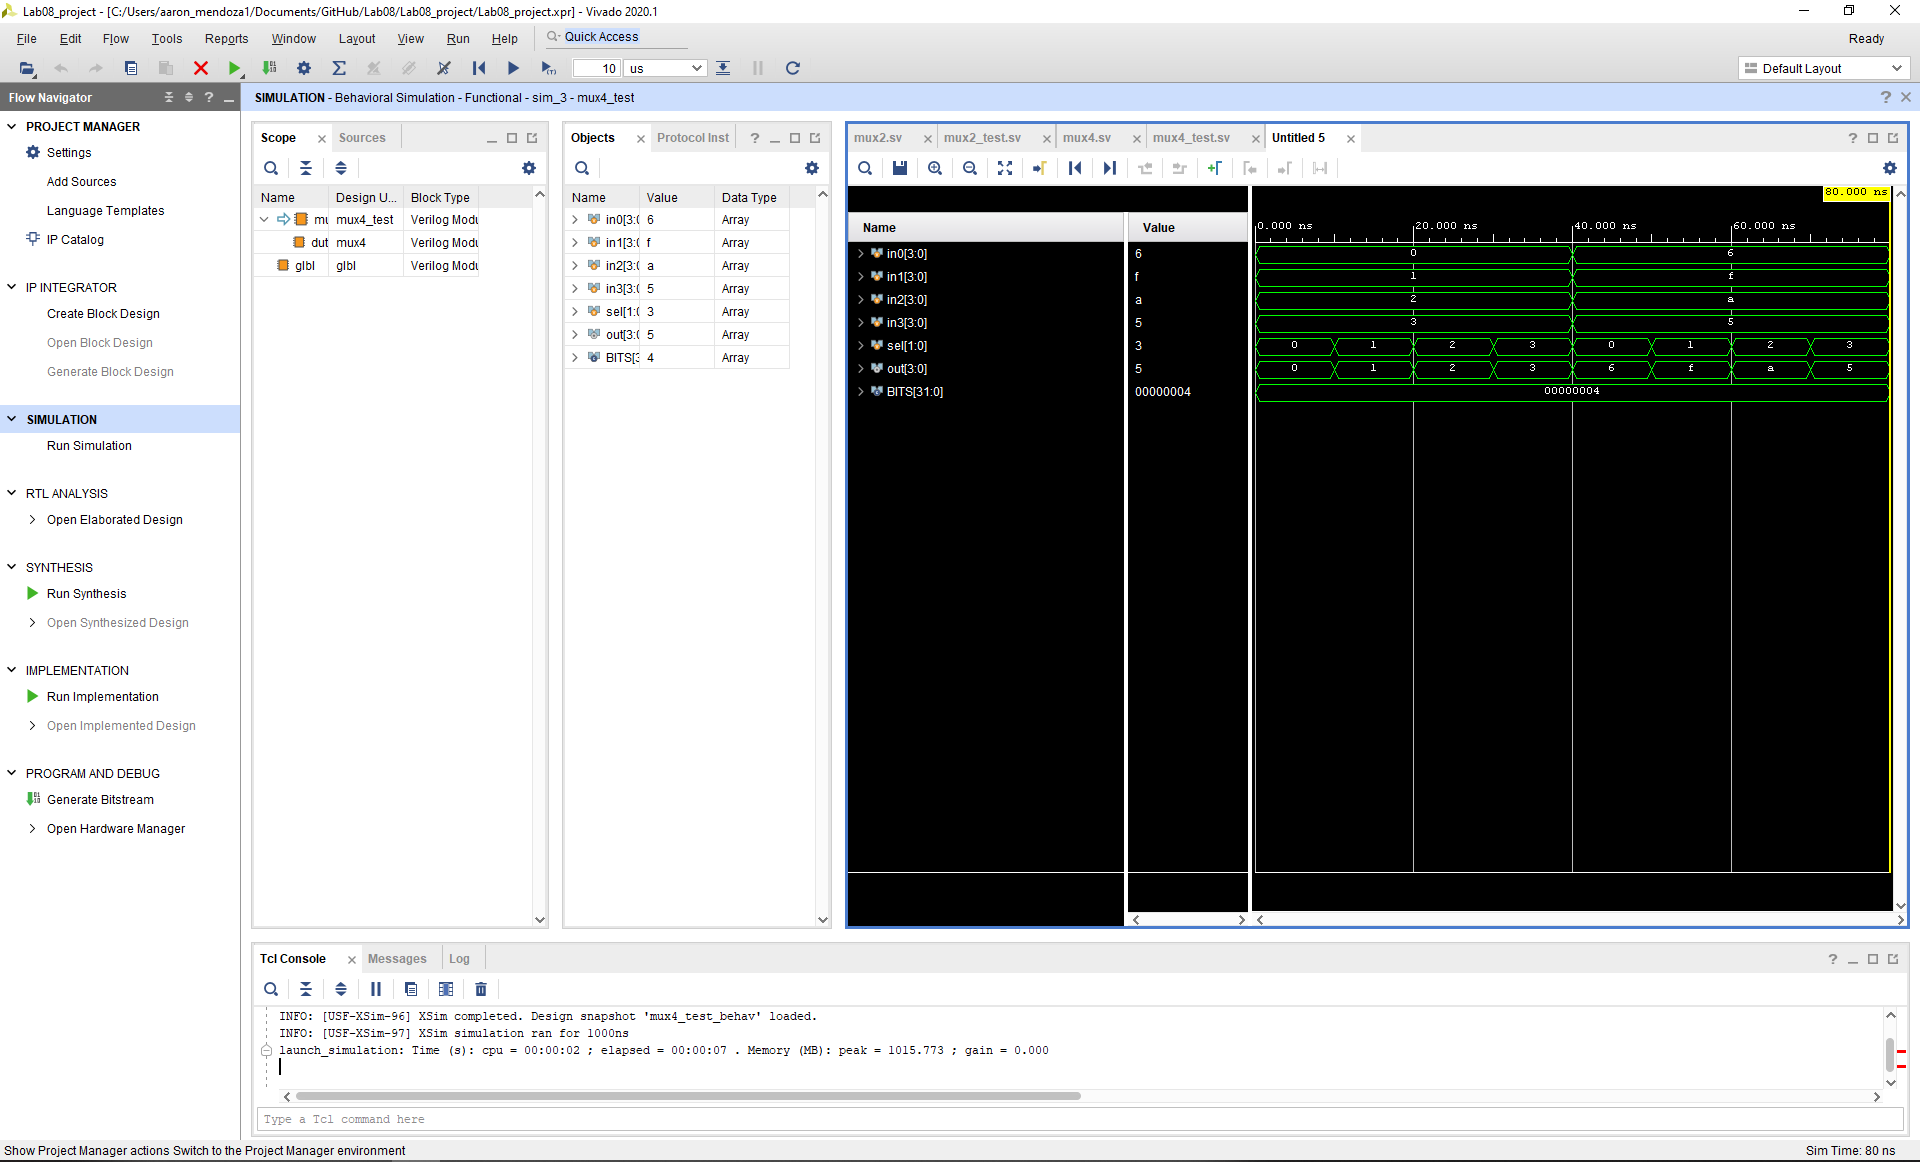 Lab08_project - [C:/Users/aaron_mendoza1/Documents/GitHub/Lab08/Lab08_project/Lab08_project.xpr] - Vivado 2020.1
File Edit Flow Tools Reports Window Layout View Run Help Quick Access
Ready
10 us
Default Layout
Flow Navigator
SIMULATION - Behavioral Simulation - Functional - sim_3 - mux4_test
PROJECT MANAGER
Settings
Add Sources
Language Templates
IP Catalog
IP INTEGRATOR
Create Block Design
Open Block Design
Generate Block Design
SIMULATION
Run Simulation
RTL ANALYSIS
Open Elaborated Design
SYNTHESIS
Run Synthesis
Open Synthesized Design
IMPLEMENTATION
Run Implementation
Open Implemented Design
PROGRAM AND DEBUG
Generate Bitstream
Open Hardware Manager
Scope Sources
Name Design U... Block Type
mu mux4_test Verilog Modu
dut mux4 Verilog Modu
glbl glbl Verilog Modu
Objects Protocol Inst
Name Value Data Type
in0[3:0 6 Array
in1[3:0 f Array
in2[3:0 a Array
in3[3:0 5 Array
sel[1:0 3 Array
out[3:0 5 Array
BITS[3 4 Array
mux2.sv mux2_test.sv mux4.sv mux4_test.sv Untitled 5
80.000 ns
Name Value
0.000 ns 20.000 ns 40.000 ns 60.000 ns
in0[3:0] 6 0 6
in1[3:0] f 1 f
in2[3:0] a 2 a
in3[3:0] 5 3 5
sel[1:0] 3 0 1 2 3 0 1 2 3
out[3:0] 5 0 1 2 3 6 f a 5
BITS[31:0] 00000004 00000004
Tcl Console Messages Log
INFO: [USF-XSim-96] XSim completed. Design snapshot 'mux4_test_behav' loaded.
INFO: [USF-XSim-97] XSim simulation ran for 1000ns
launch_simulation: Time (s): cpu = 00:00:02 ; elapsed = 00:00:07 . Memory (MB): peak = 1015.773 ; gain = 0.000
Type a Tcl command here
Show Project Manager actions Switch to the Project Manager environment
Sim Time: 80 ns